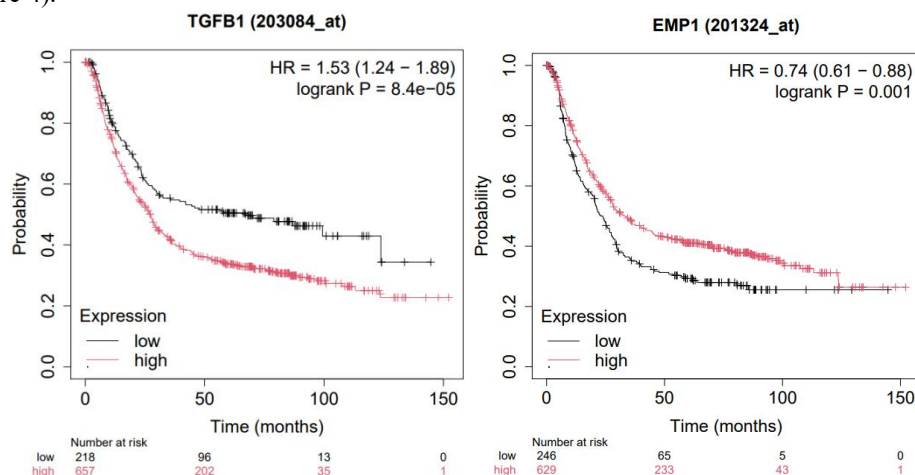 TGFB1 (203084_at)
HR = 1.53 (1.24 − 1.89)
logrank P = 8.4e−05
Probability
1.0
0.8
0.6
0.4
0.2
0.0
Expression
low
high
0 50 100 150
Time (months)
Number at risk
low 218 96 13 0
high 657 202 35 1
EMP1 (201324_at)
HR = 0.74 (0.61 − 0.88)
logrank P = 0.001
Probability
1.0
0.8
0.6
0.4
0.2
0.0
Expression
low
high
0 50 100 150
Time (months)
Number at risk
low 246 65 5 0
high 629 233 43 1